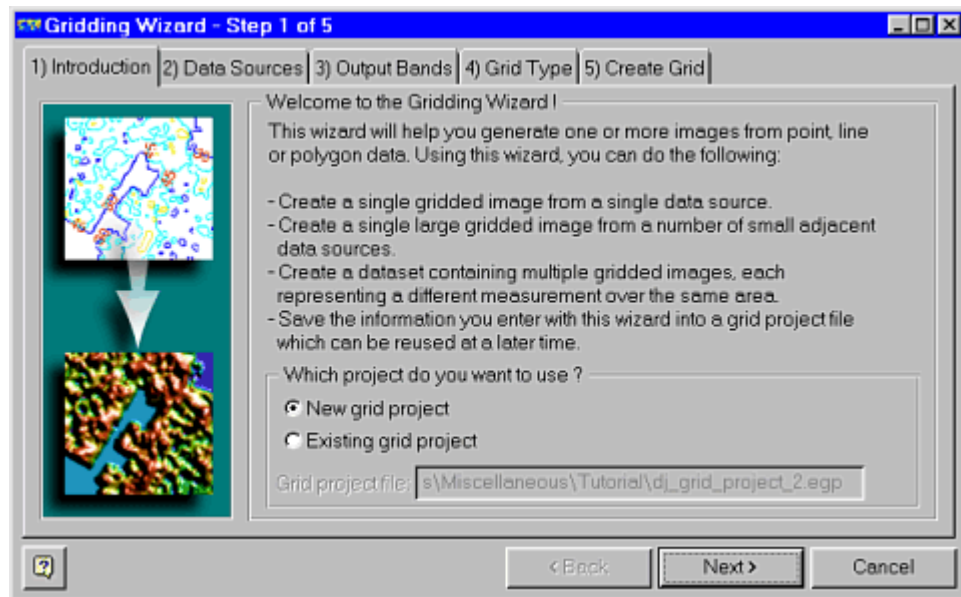 Gridding Wizard - Step 1 of 5
1) Introduction 2) Data Sources 3) Output Bands 4) Grid Type 5) Create Grid
Welcome to the Gridding Wizard !
This wizard will help you generate one or more images from point, line
or polygon data. Using this wizard, you can do the following:
- Create a single gridded image from a single data source.
- Create a single large gridded image from a number of small adjacent
data sources.
- Create a dataset containing multiple gridded images, each
representing a different measurement over the same area.
- Save the information you enter with this wizard into a grid project file
which can be reused at a later time.
Which project do you want to use ?
New grid project
Existing grid project
Grid project file: s\Miscellaneous\Tutorial\dj_grid_project_2.egp
< Back Next > Cancel